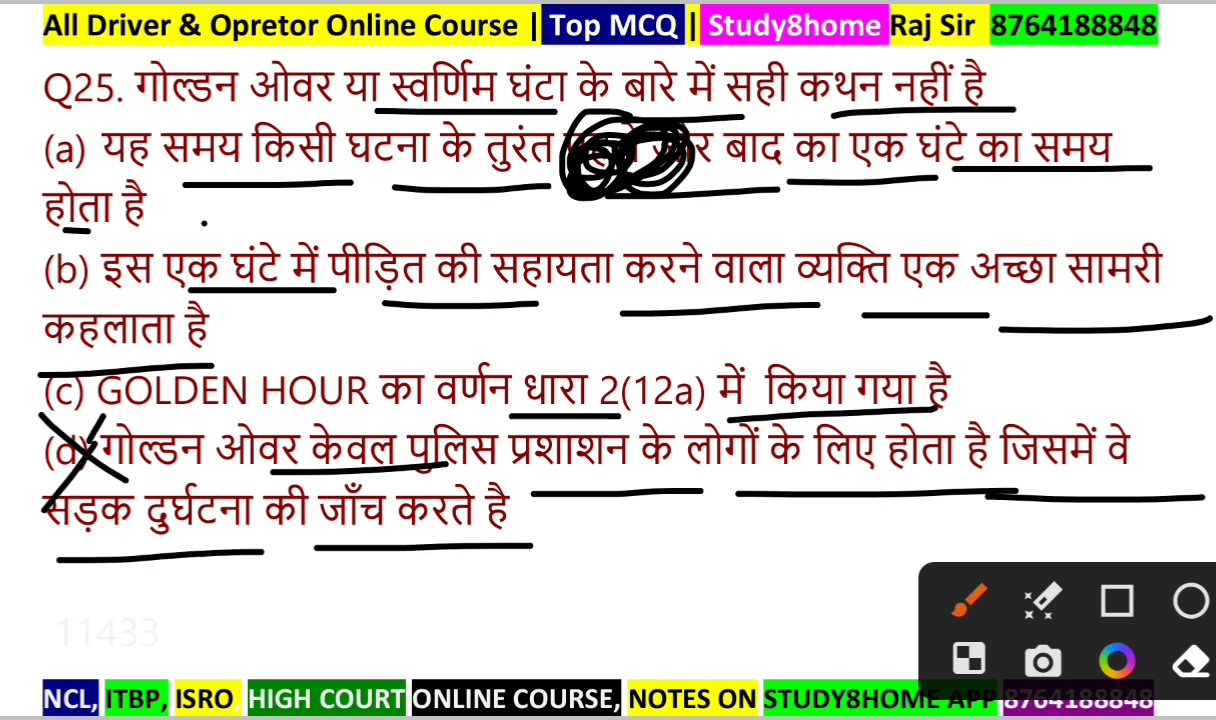 All Driver & Opretor Online Course | Top MCQ | Study8home Raj Sir 8764188848
Q25. गोल्डन ओवर या स्वर्णिम घंटा के बारे में सही कथन नहीं है
(a) यह समय किसी घटना के तुरंत बाद का एक घंटे का समय
होता है
(b) इस एक घंटे में पीड़ित की सहायता करने वाला व्यक्ति एक अच्छा सामरी
कहलाता है
(c) GOLDEN HOUR का वर्णन धारा 2(12a) में किया गया है
(d) गोल्डन ओवर केवल पुलिस प्रशाशन के लोगों के लिए होता है जिसमें वे
सड़क दुर्घटना की जाँच करते है
11433
NCL, ITBP, ISRO, HIGH COURT ONLINE COURSE, NOTES ON STUDY8HOME APP 8764188848